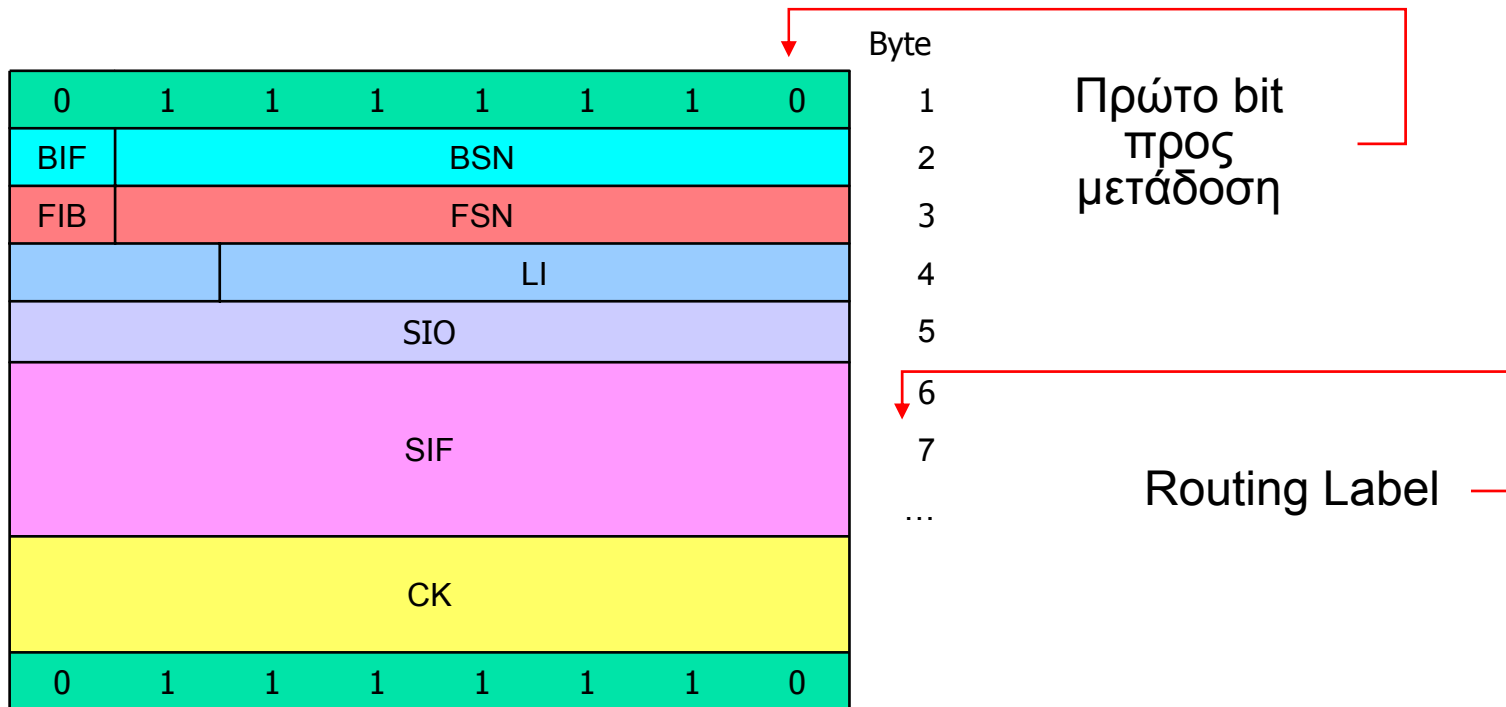 Byte
0 1 1 1 1 1 1 0 1
BIF BSN 2
FIB FSN 3
LI 4
SIO 5
6
SIF 7
...
CK
0 1 1 1 1 1 1 0
Πρώτο bit
προς
μετάδοση
Routing Label